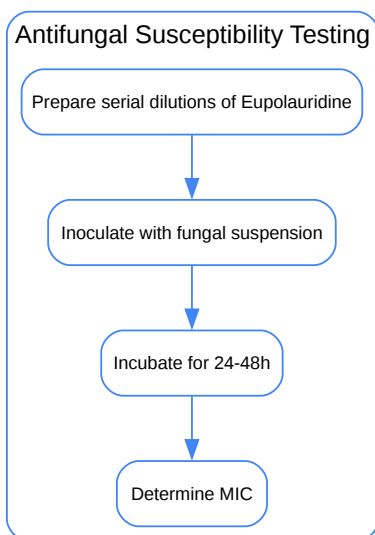 Antifungal Susceptibility Testing
Prepare serial dilutions of Eupolauridine
Inoculate with fungal suspension
Incubate for 24-48h
Determine MIC